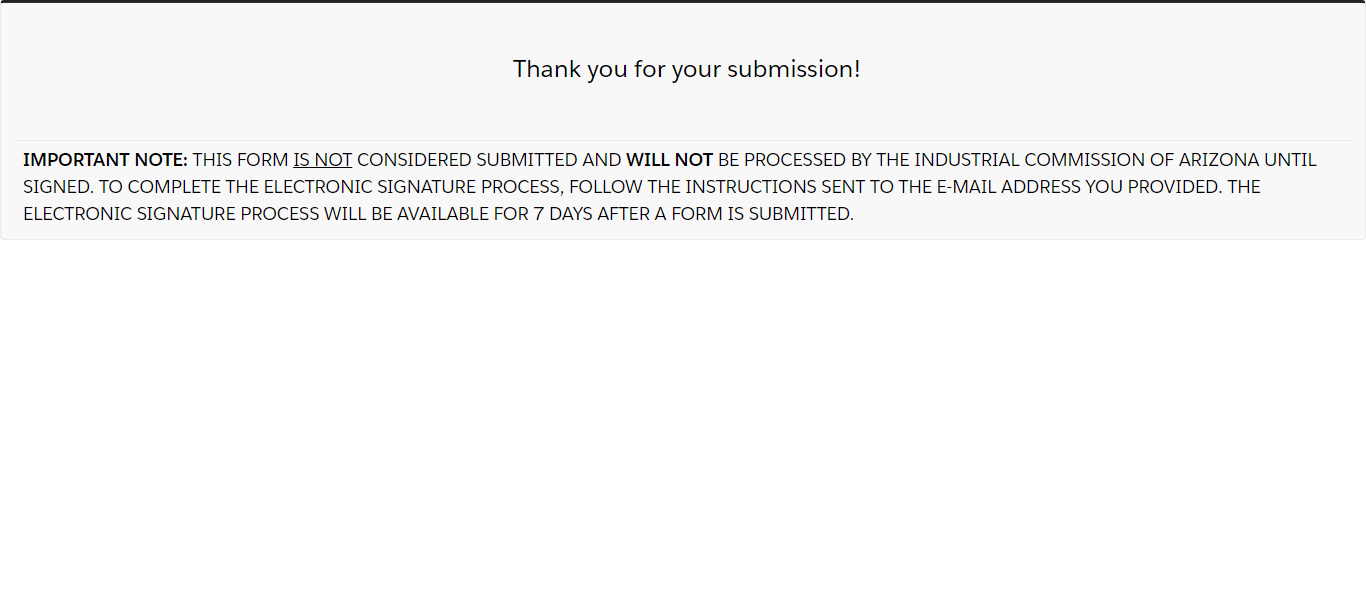 Thank you for your submission!
IMPORTANT NOTE: THIS FORM IS NOT CONSIDERED SUBMITTED AND WILL NOT BE PROCESSED BY THE INDUSTRIAL COMMISSION OF ARIZONA UNTIL
SIGNED. TO COMPLETE THE ELECTRONIC SIGNATURE PROCESS, FOLLOW THE INSTRUCTIONS SENT TO THE E-MAIL ADDRESS YOU PROVIDED. THE
ELECTRONIC SIGNATURE PROCESS WILL BE AVAILABLE FOR 7 DAYS AFTER A FORM IS SUBMITTED.